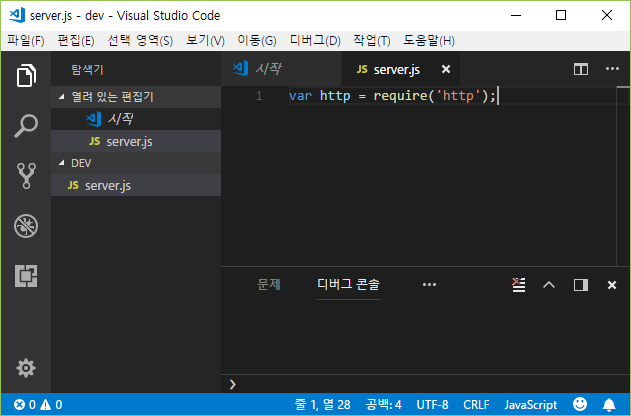 server.js - dev - Visual Studio Code
파일(F) 편집(E) 선택 영역(S) 보기(V) 이동(G) 디버그(D) 작업(T) 도움말(H)
탐색기
시작 JS server.js
열려 있는 편집기
시작
JS server.js
DEV
JS server.js
1 var http = require('http');
문제 디버그 콘솔
0 0 줄 1, 열 28 공백: 4 UTF-8 CRLF JavaScript